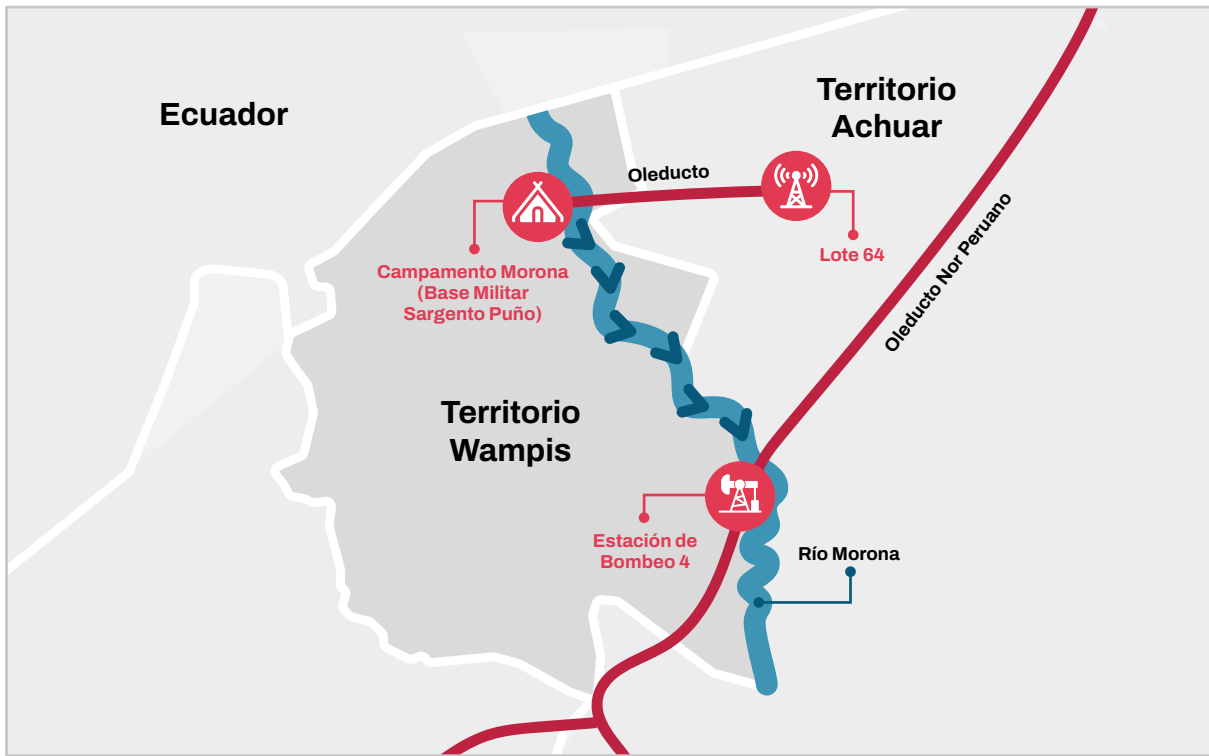 Ecuador
Territorio
Achuar
Oleducto
Lote 64
Oleducto Nor Peruano
Campamento Morona
(Base Militar
Sargento Puño)
Territorio
Wampis
Estación de
Bombeo 4
Río Morona